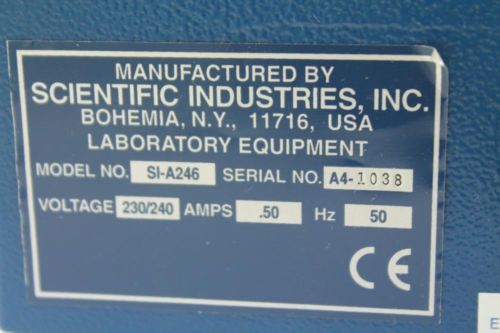 MANUFACTURED BY
SCIENTIFIC INDUSTRIES, INC.
BOHEMIA, N.Y., 11716, USA
LABORATORY EQUIPMENT
MODEL NO. SI-A246 SERIAL NO. A4-1038
VOLTAGE 230/240 AMPS .50 Hz 50
CE
E